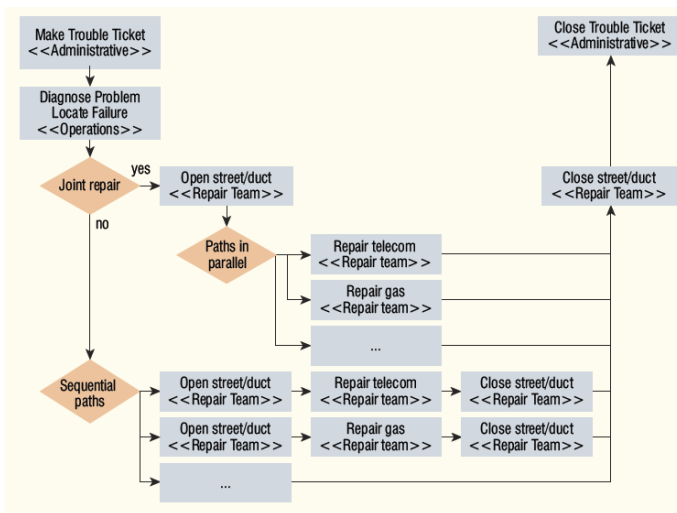 Make Trouble Ticket
<<Administrative>>
Close Trouble Ticket
<<Administrative>>
Diagnose Problem
Locate Failure
<<Operations>>
Joint repair
yes
no
Open street/duct
<<Repair Team>>
Close street/duct
<<Repair Team>>
Paths in
parallel
Repair telecom
<<Repair team>>
Repair gas
<<Repair team>>
...
Sequential
paths
Open street/duct
<<Repair Team>>
Repair telecom
<<Repair Team>>
Close street/duct
<<Repair Team>>
Open street/duct
<<Repair Team>>
Repair gas
<<Repair Team>>
Close street/duct
<<Repair Team>>
...